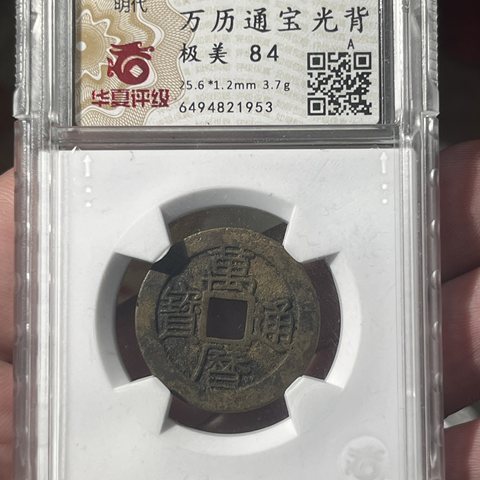 明代
万历通宝光背
极美 84
A
25.6*1.2mm 3.7g
6494821953
华夏评级
萬曆通寳